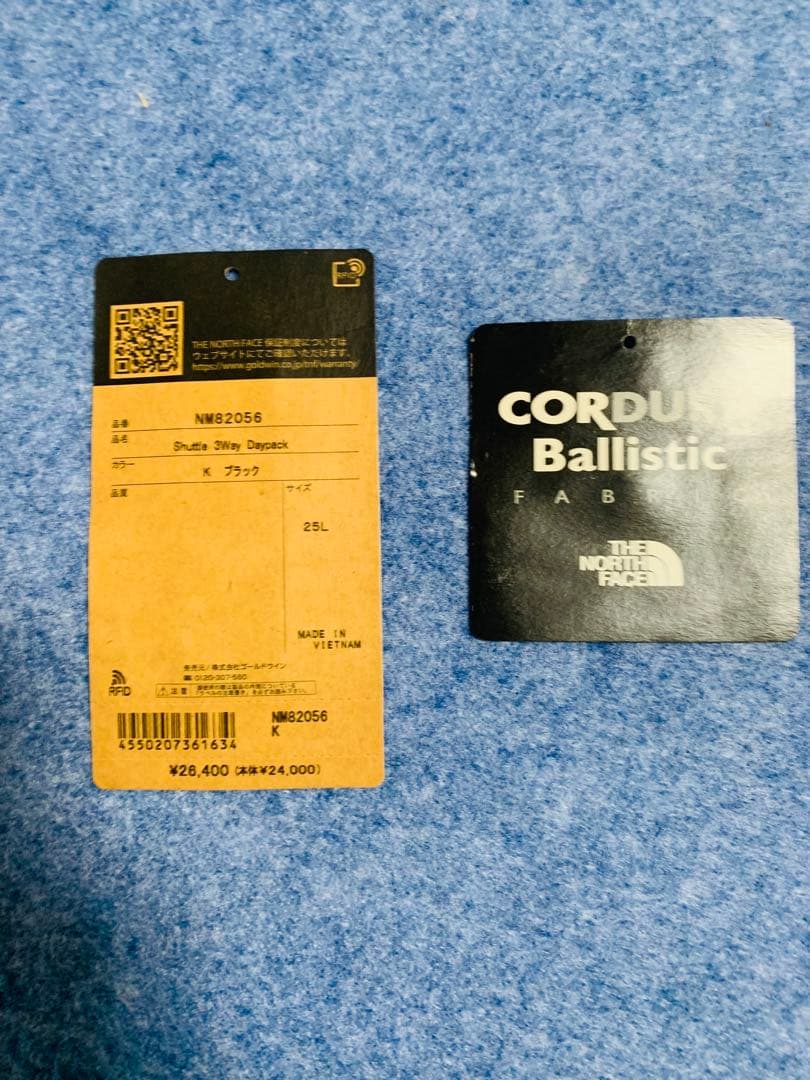 RFID
THE NORTH FACE 保証制度については
ウェブサイトにてご確認いただけます。
https://www.goldwin.co.jp/tnf/warranty
品番 NM82056
品名 Shuttle 3Way Daypack
カラー K ブラック
品質 サイズ
25L
MADE IN
VIETNAM
発売元/株式会社ゴールドウイン
☎0120-307-560
RFID
⚠注意
NM82056
K
4550207361634
¥26,400 (本体¥24,000)
CORDURA
Ballistic
FABRIC
THE
NORTH
FACE